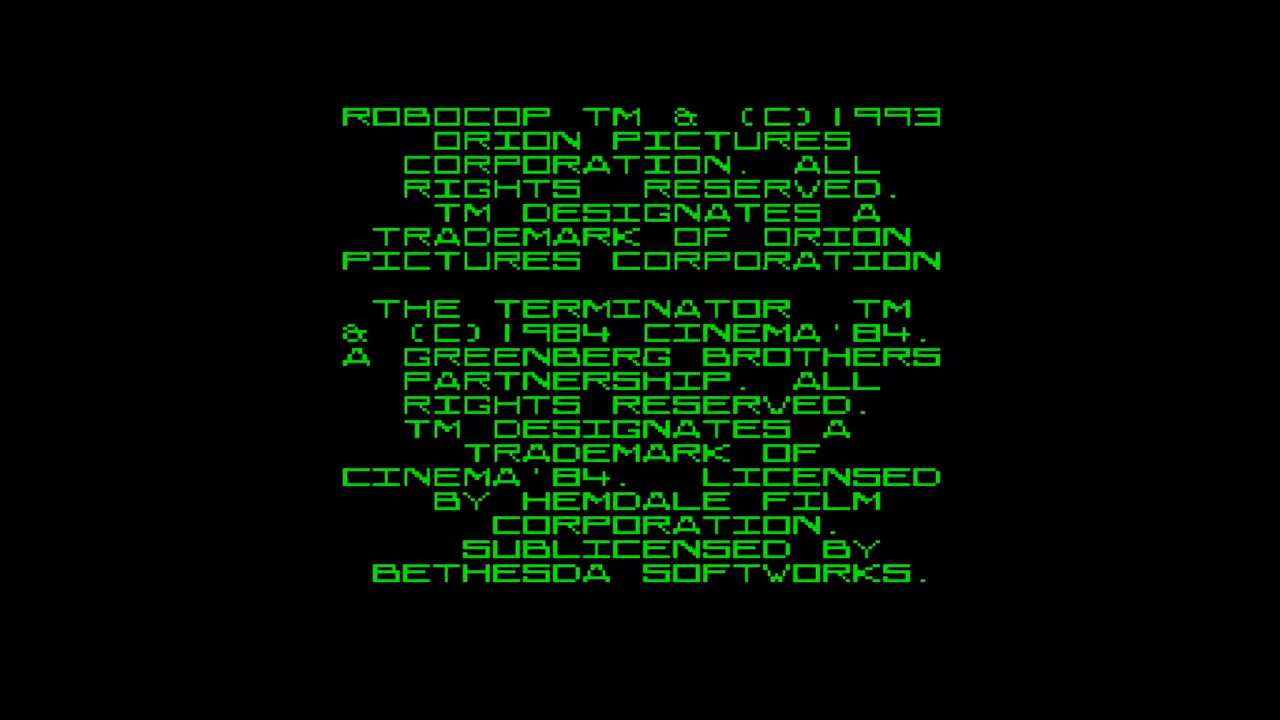 ROBOCOP TM & (C)1993
ORION PICTURES
CORPORATION. ALL
RIGHTS RESERVED.
TM DESIGNATES A
TRADEMARK OF ORION
PICTURES CORPORATION
THE TERMINATOR TM
& (C)1984 CINEMA'84.
A GREENBERG BROTHERS
PARTNERSHIP. ALL
RIGHTS RESERVED.
TM DESIGNATES A
TRADEMARK OF
CINEMA'84. LICENSED
BY HEMDALE FILM
CORPORATION.
SUBLICENSED BY
BETHESDA SOFTWORKS.